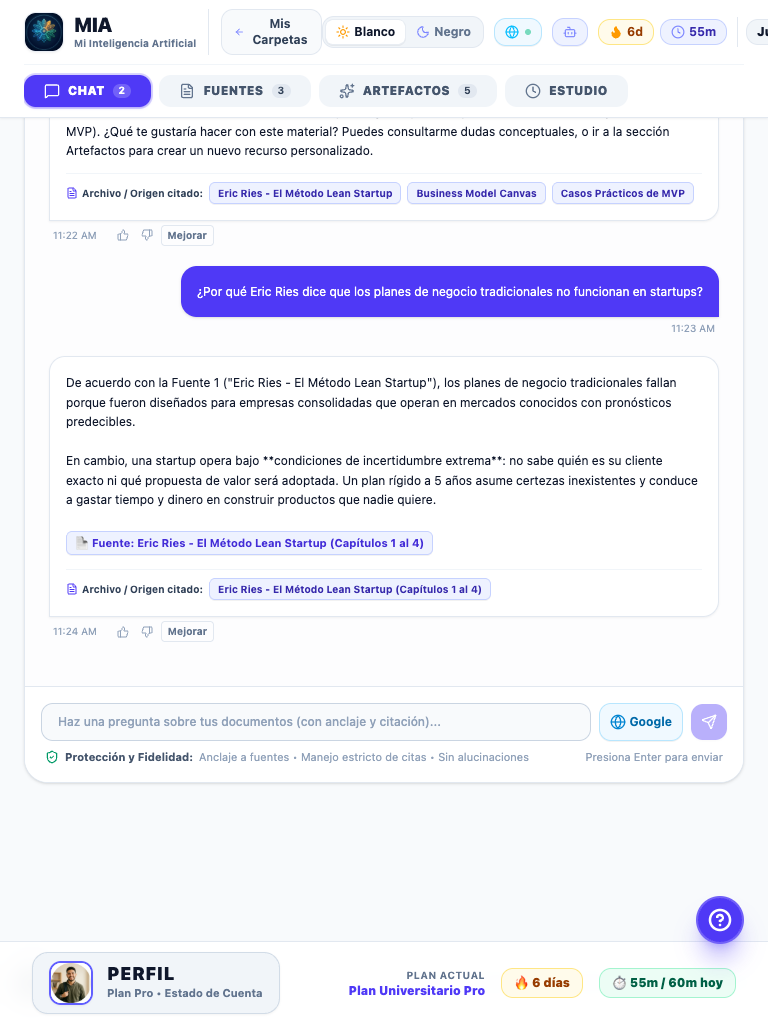 MIA
Mi Inteligencia Artificial
Mis
Carpetas
Blanco
Negro
6d
55m
CHAT 2
FUENTES 3
ARTEFACTOS 5
ESTUDIO
MVP). ¿Qué te gustaría hacer con este material? Puedes consultarme dudas conceptuales, o ir a la sección
Artefactos para crear un nuevo recurso personalizado.
Archivo / Origen citado: Eric Ries - El Método Lean Startup Business Model Canvas Casos Prácticos de MVP
11:22 AM Mejorar
¿Por qué Eric Ries dice que los planes de negocio tradicionales no funcionan en startups?
11:23 AM
De acuerdo con la Fuente 1 ("Eric Ries - El Método Lean Startup"), los planes de negocio tradicionales fallan
porque fueron diseñados para empresas consolidadas que operan en mercados conocidos con pronósticos
predecibles.
En cambio, una startup opera bajo **condiciones de incertidumbre extrema**: no sabe quién es su cliente
exacto ni qué propuesta de valor será adoptada. Un plan rígido a 5 años asume certezas inexistentes y conduce
a gastar tiempo y dinero en construir productos que nadie quiere.
Fuente: Eric Ries - El Método Lean Startup (Capítulos 1 al 4)
Archivo / Origen citado: Eric Ries - El Método Lean Startup (Capítulos 1 al 4)
11:24 AM Mejorar
Haz una pregunta sobre tus documentos (con anclaje y citación)...
Google
Protección y Fidelidad: Anclaje a fuentes • Manejo estricto de citas • Sin alucinaciones
Presiona Enter para enviar
PERFIL
Plan Pro • Estado de Cuenta
PLAN ACTUAL
Plan Universitario Pro
6 días
55m / 60m hoy